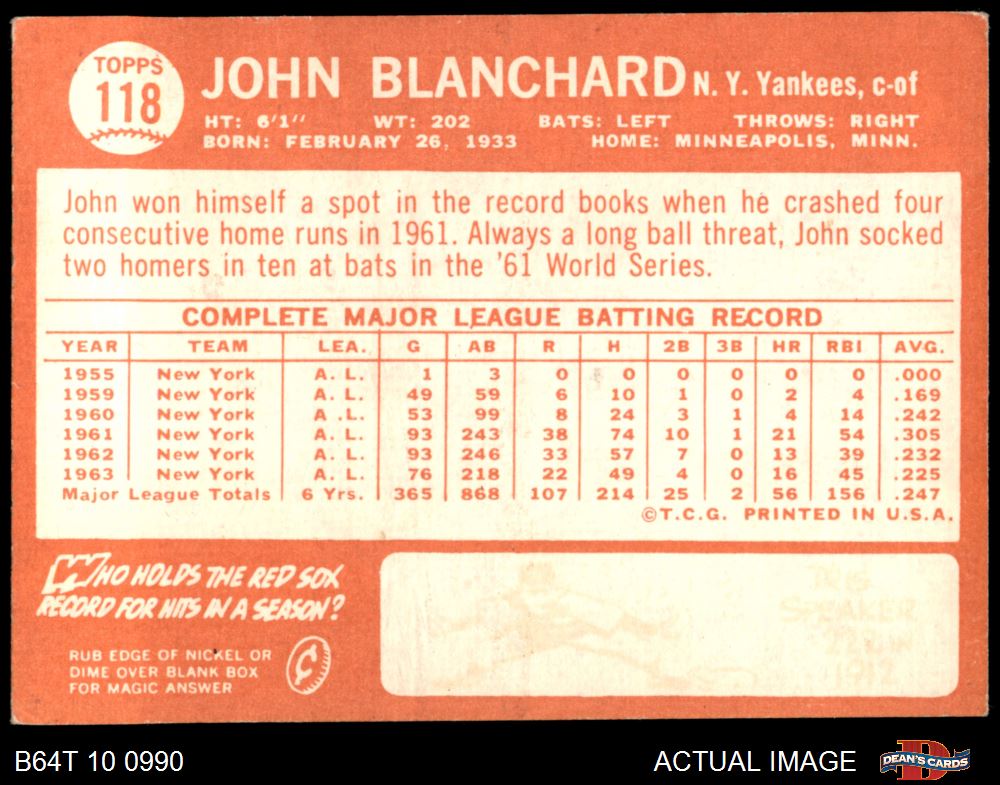 TOPPS
118
JOHN BLANCHARD N. Y. Yankees, c-of
HT: 6'1" WT: 202 BATS: LEFT THROWS: RIGHT
BORN: FEBRUARY 26, 1933 HOME: MINNEAPOLIS, MINN.
John won himself a spot in the record books when he crashed four
consecutive home runs in 1961. Always a long ball threat, John socked
two homers in ten at bats in the '61 World Series.
COMPLETE MAJOR LEAGUE BATTING RECORD
YEAR TEAM LEA. G AB R H 2B 3B HR RBI AVG.
1955 New York A. L. 1 3 0 0 0 0 0 0 .000
1959 New York A. L. 49 59 6 10 1 0 2 4 .169
1960 New York A .L. 53 99 8 24 3 1 4 14 .242
1961 New York A. L. 93 243 38 74 10 1 21 54 .305
1962 New York A. L. 93 246 33 57 7 0 13 39 .232
1963 New York A. L. 76 218 22 49 4 0 16 45 .225
Major League Totals 6 Yrs. 365 868 107 214 25 2 56 156 .247
©T.C.G. PRINTED IN U.S.A.
WHO HOLDS THE RED SOX
RECORD FOR HITS IN A SEASON?
RUB EDGE OF NICKEL OR
DIME OVER BLANK BOX
FOR MAGIC ANSWER
TRIS
SPEAKER
222 IN
1912
B64T 10 0990 ACTUAL IMAGE DEAN'S CARDS